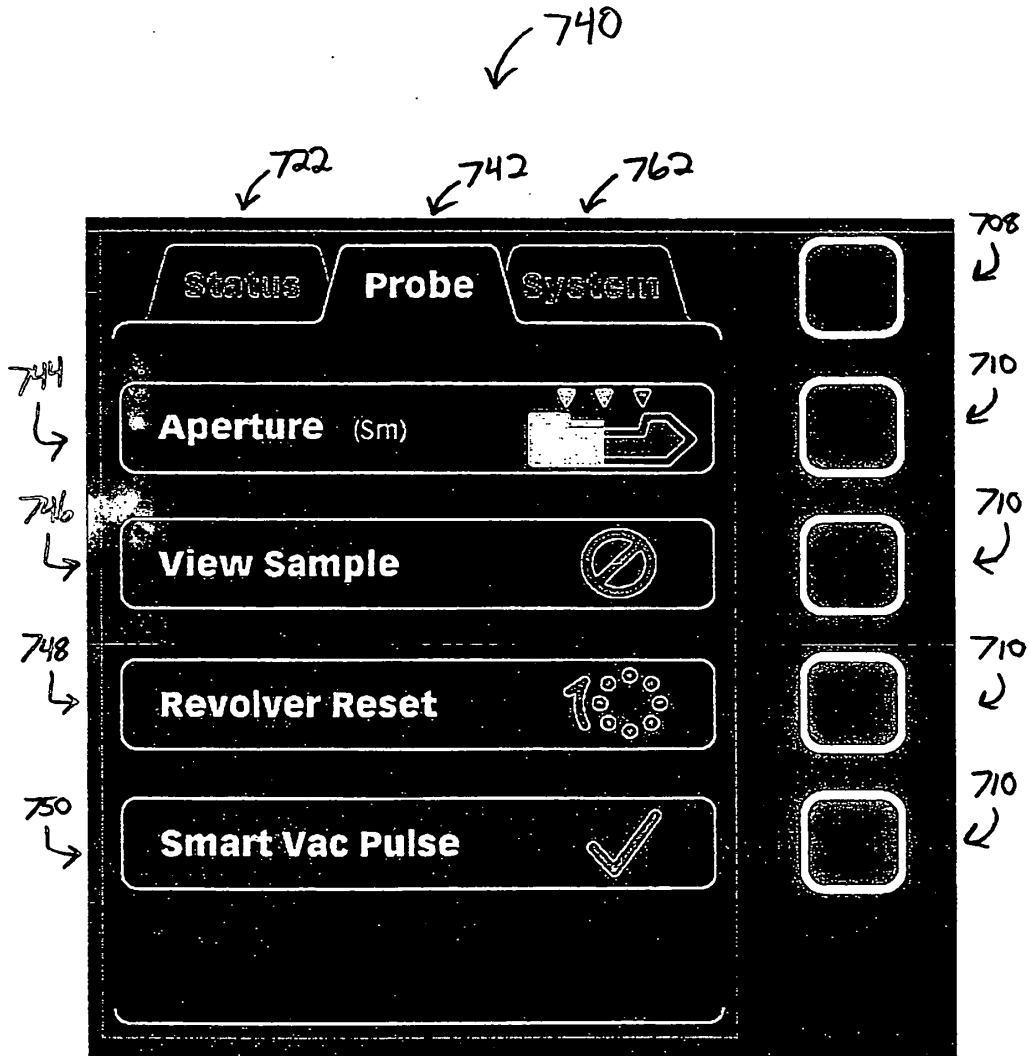 740
722 742 762
708
Status Probe System
744 710
Aperture (Sm)
746 710
View Sample
748 710
Revolver Reset
750 710
Smart Vac Pulse